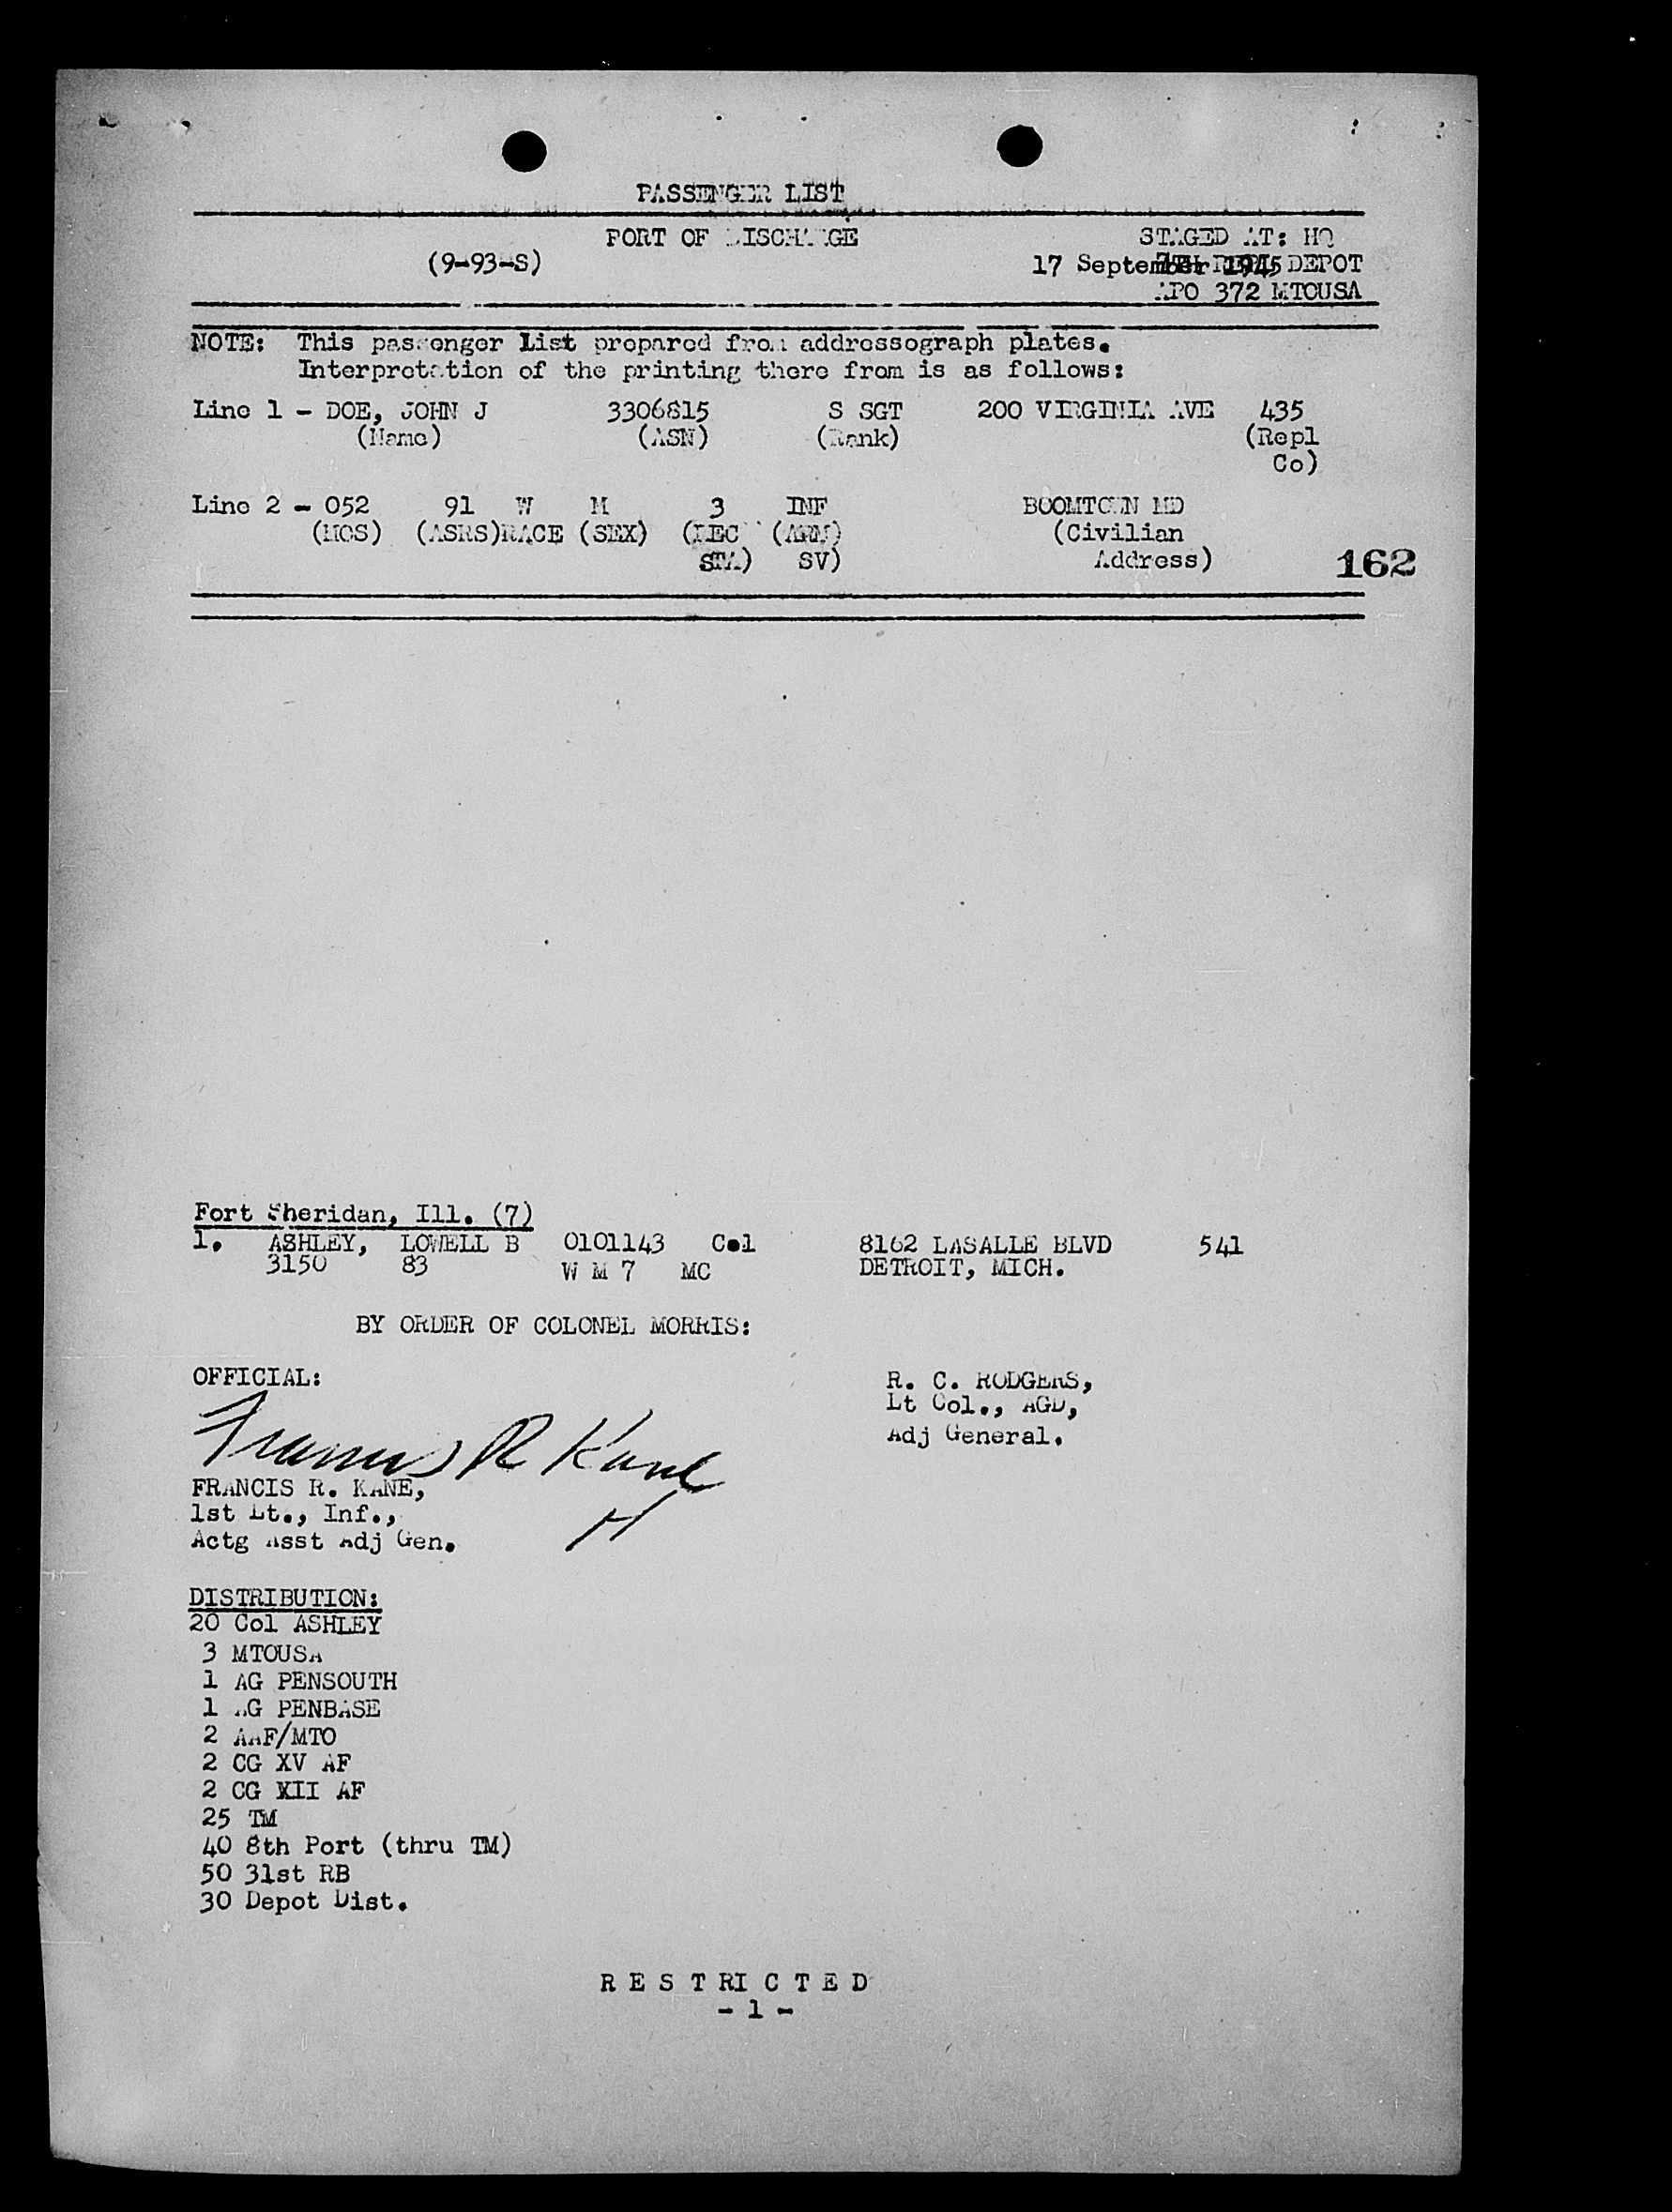 PASSENGER LIST
PORT OF DISCHARGE STAGED AT: HQ
(9-93-S) 17 September 1945 DEPOT
APO 372 MTOUSA
NOTE: This passenger List prepared from addressograph plates.
Interpretation of the printing there from is as follows:
Line 1 - DOE, JOHN J 3306815 S SGT 200 VIRGINIA AVE 435
(Name) (ASN) (Rank) (Repl
Co)
Line 2 - 052 91 W M 3 INF BOOMTOWN MD
(MOS) (ASRS)RACE (SEX) (REC (ARM) (Civilian
STA) SV) Address)
162
Fort Sheridan, Ill. (7)
1. ASHLEY, LOWELL B 0101143 Col 8162 LASALLE BLVD 541
3150 83 W M 7 MC DETROIT, MICH.
BY ORDER OF COLONEL MORRIS:
OFFICIAL:
R. C. RODGERS,
Lt Col., AGD,
Adj General.
Francis R Kane
FRANCIS R. KANE,
1st Lt., Inf.,
Actg Asst Adj Gen.
DISTRIBUTION:
20 Col ASHLEY
3 MTOUSA
1 AG PENSOUTH
1 AG PENBASE
2 AAF/MTO
2 CG XV AF
2 CG XII AF
25 TM
40 8th Port (thru TM)
50 31st RB
30 Depot Dist.
R E S T R I C T E D
- 1 -